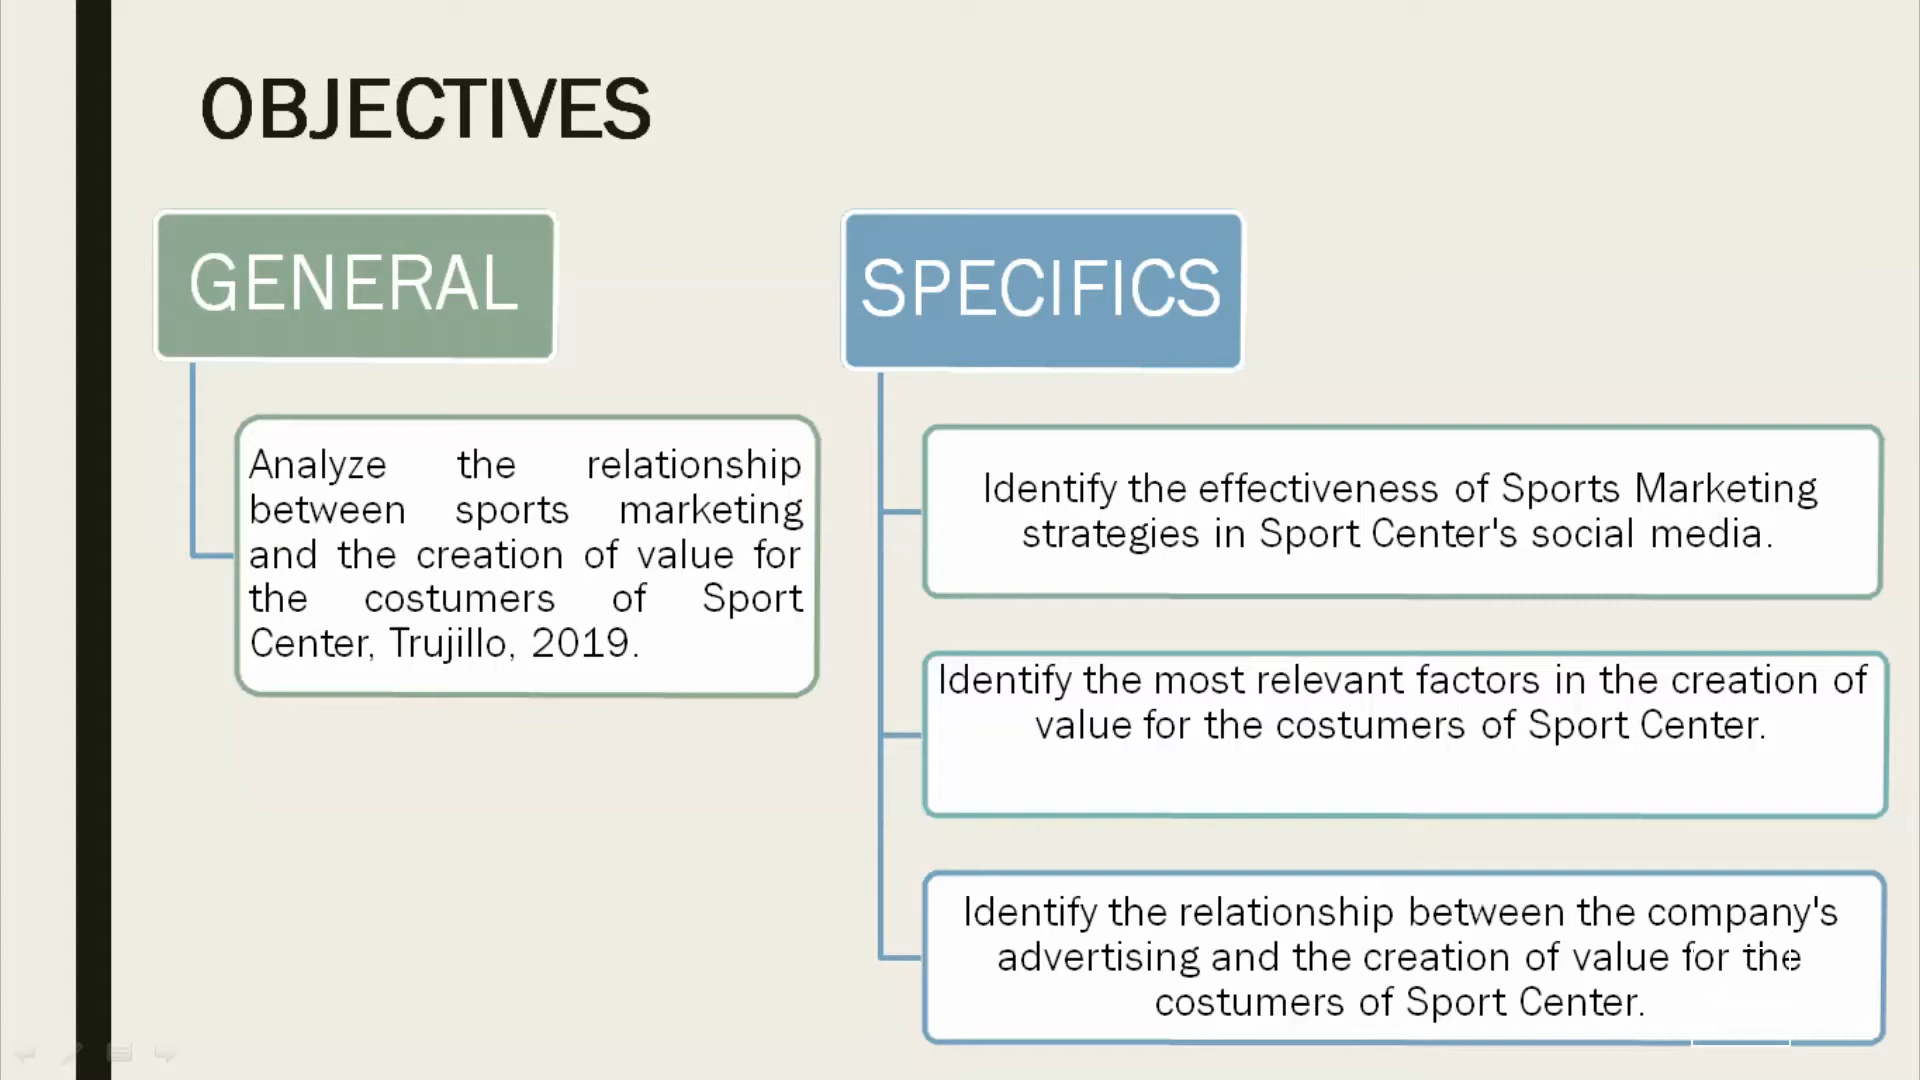 OBJECTIVES
GENERAL
Analyze the relationship
between sports marketing
and the creation of value for
the costumers of Sport
Center, Trujillo, 2019.
SPECIFICS
Identify the effectiveness of Sports Marketing
strategies in Sport Center's social media.
Identify the most relevant factors in the creation of
value for the costumers of Sport Center.
Identify the relationship between the company's
advertising and the creation of value for the
costumers of Sport Center.